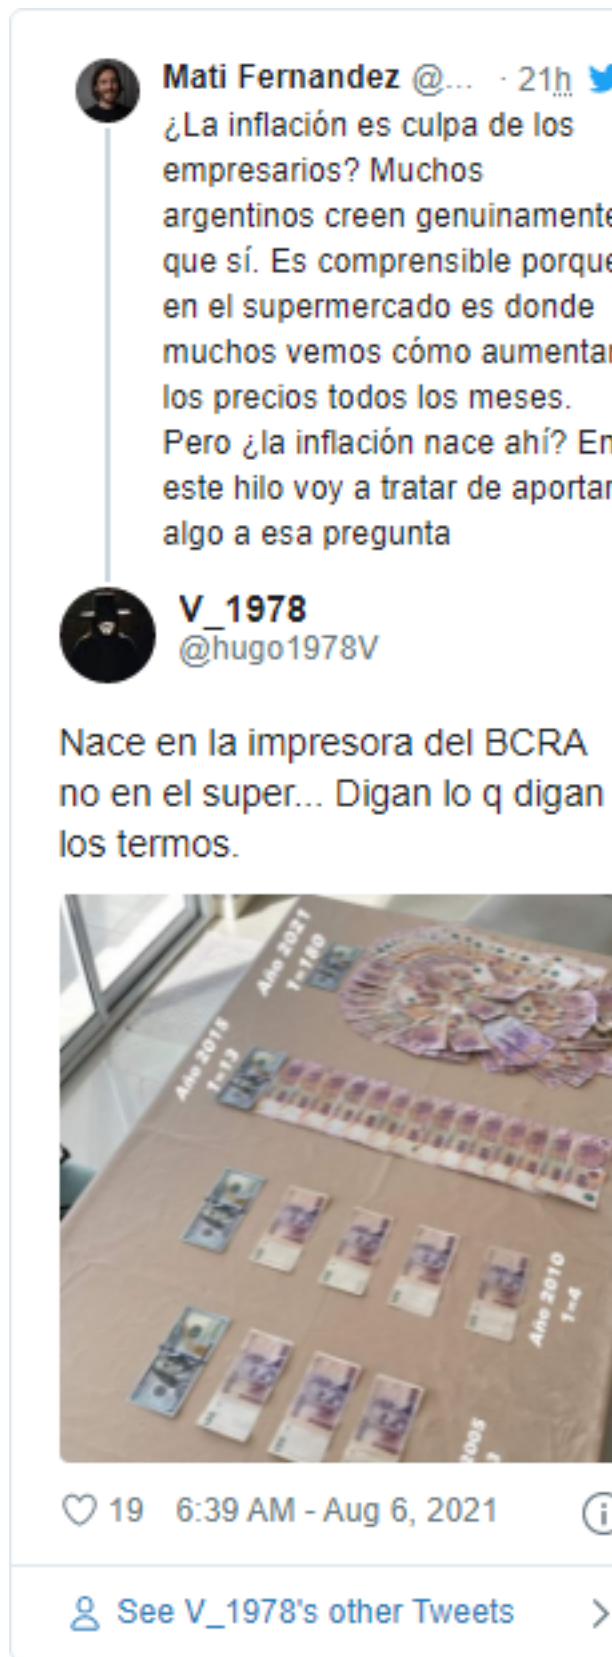 Mati Fernandez @... · 21h
¿La inflación es culpa de los
empresarios? Muchos
argentinos creen genuinamente
que sí. Es comprensible porque
en el supermercado es donde
muchos vemos cómo aumentan
los precios todos los meses.
Pero ¿la inflación nace ahí? En
este hilo voy a tratar de aportar
algo a esa pregunta
V_1978
@hugo1978V
Nace en la impresora del BCRA
no en el super... Digan lo q digan
los termos.
Año 2021
1=180
Año 2015
1=13
Año 2010
1=4
2005
3
19 6:39 AM - Aug 6, 2021
See V_1978's other Tweets